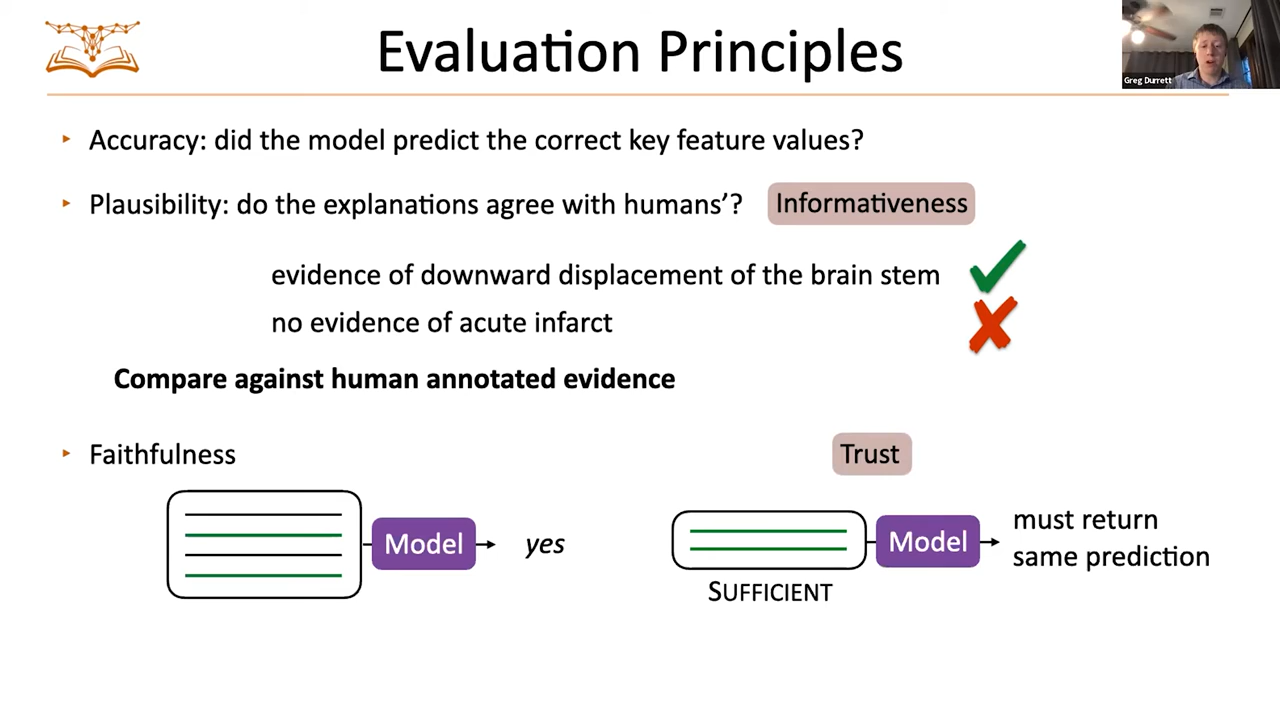 Evaluation Principles
Greg Durrett
‣ Accuracy: did the model predict the correct key feature values?
‣ Plausibility: do the explanations agree with humans’?
Informativeness
evidence of downward displacement of the brain stem
no evidence of acute infarct
Compare against human annotated evidence
‣ Faithfulness
Trust
Model
yes
Model
must return
same prediction
SUFFICIENT